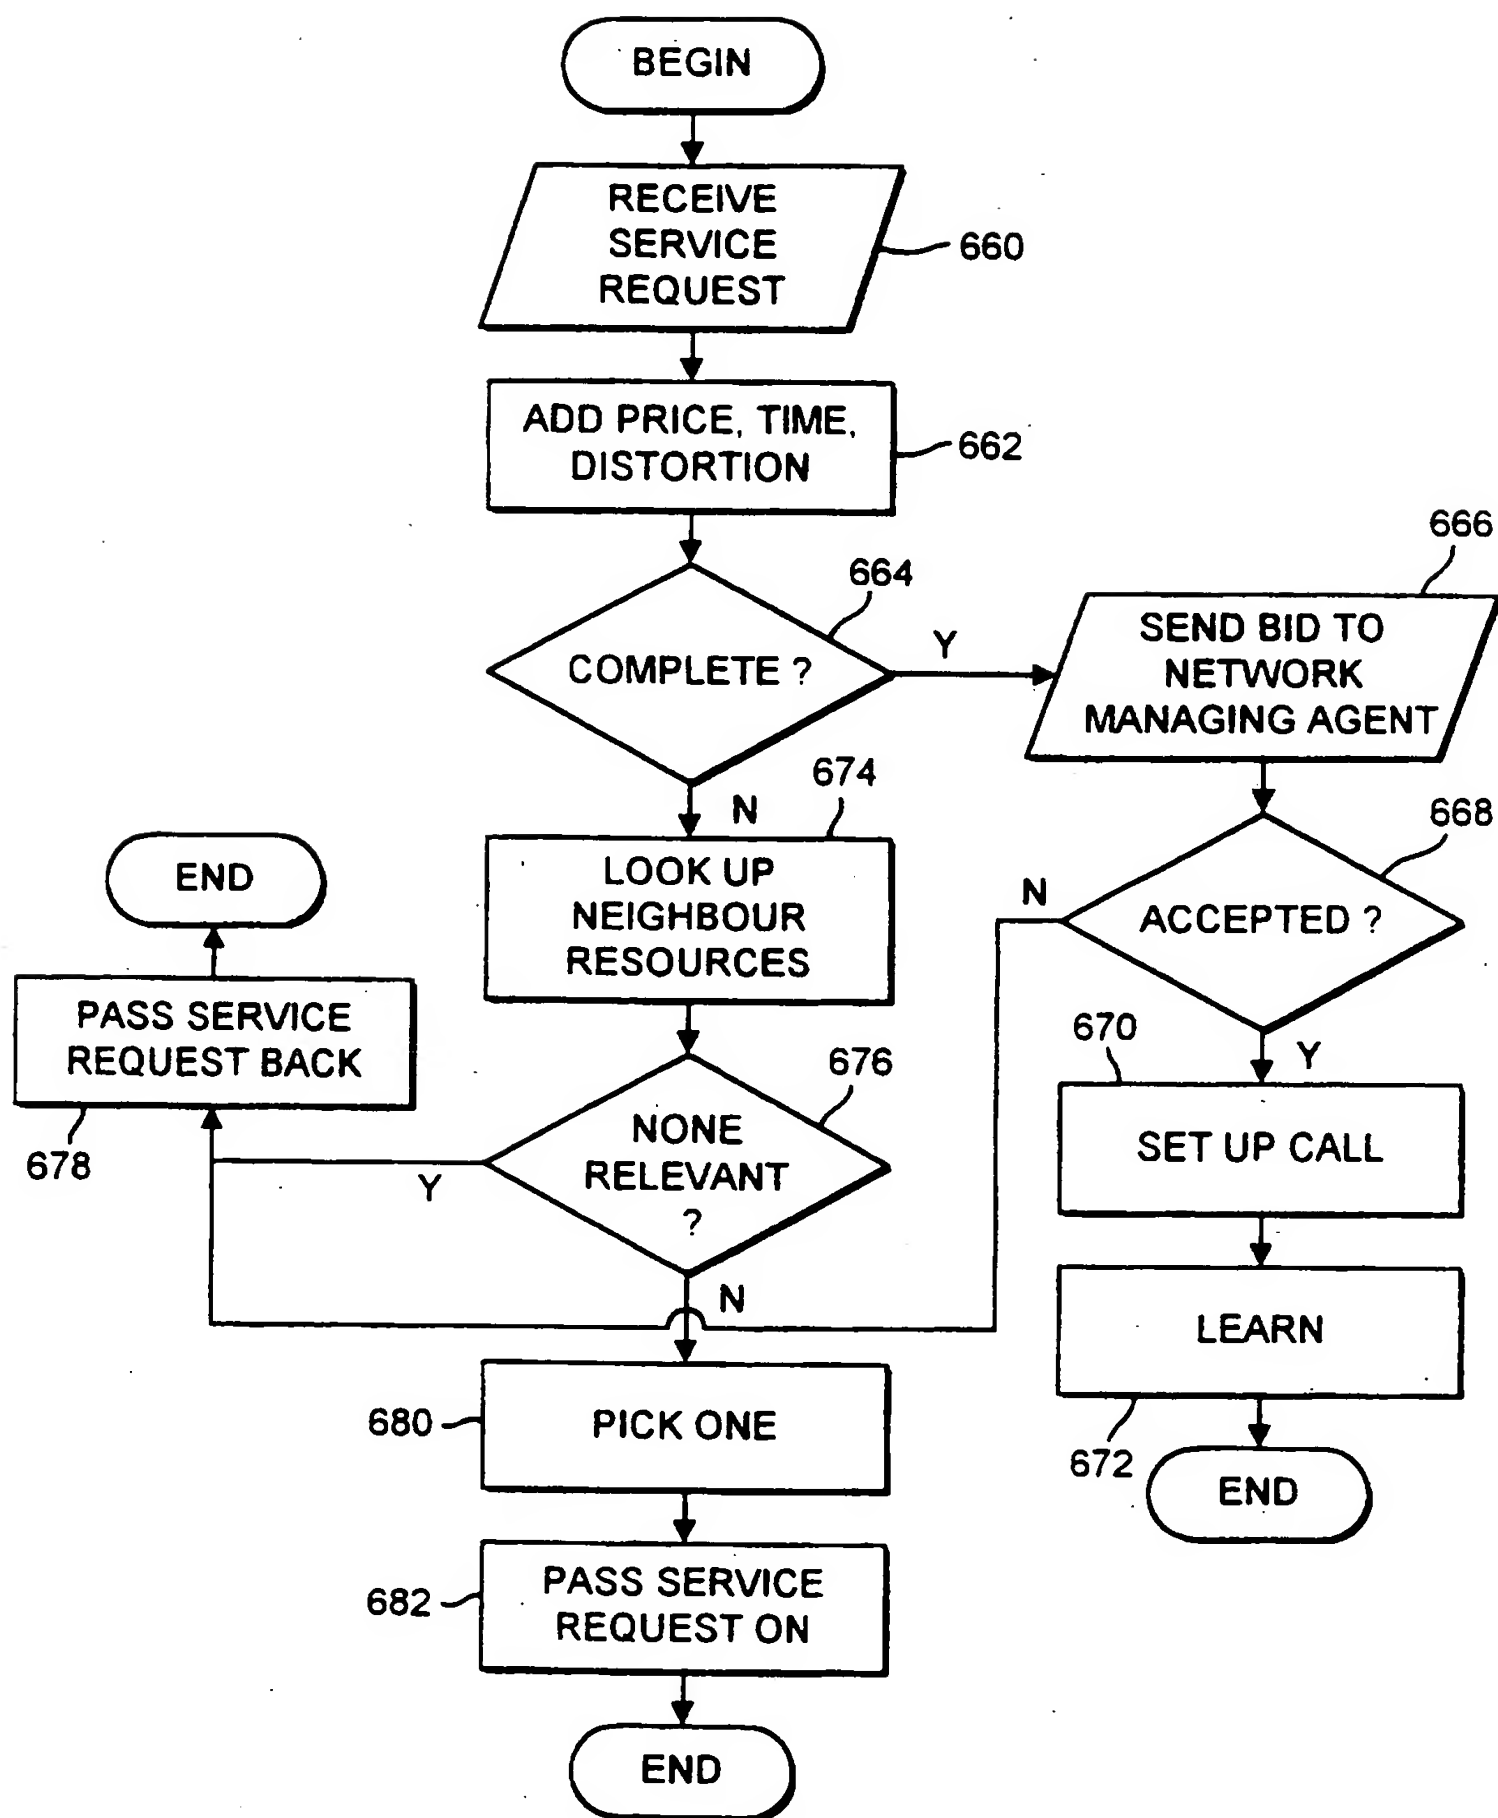 BEGIN
RECEIVE
SERVICE
REQUEST
660
ADD PRICE, TIME,
DISTORTION
662
COMPLETE ?
664
Y
N
SEND BID TO
NETWORK
MANAGING AGENT
666
ACCEPTED ?
668
N
Y
SET UP CALL
670
LEARN
672
END
LOOK UP
NEIGHBOUR
RESOURCES
674
NONE
RELEVANT
?
676
Y
N
END
PASS SERVICE
REQUEST BACK
678
PICK ONE
680
PASS SERVICE
REQUEST ON
682
END